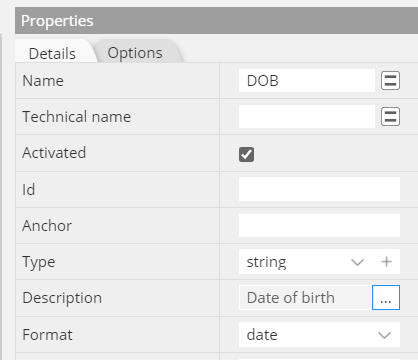 Properties
Details Options
Name DOB
Technical name
Activated
Id
Anchor
Type string
Description Date of birth ...
Format date